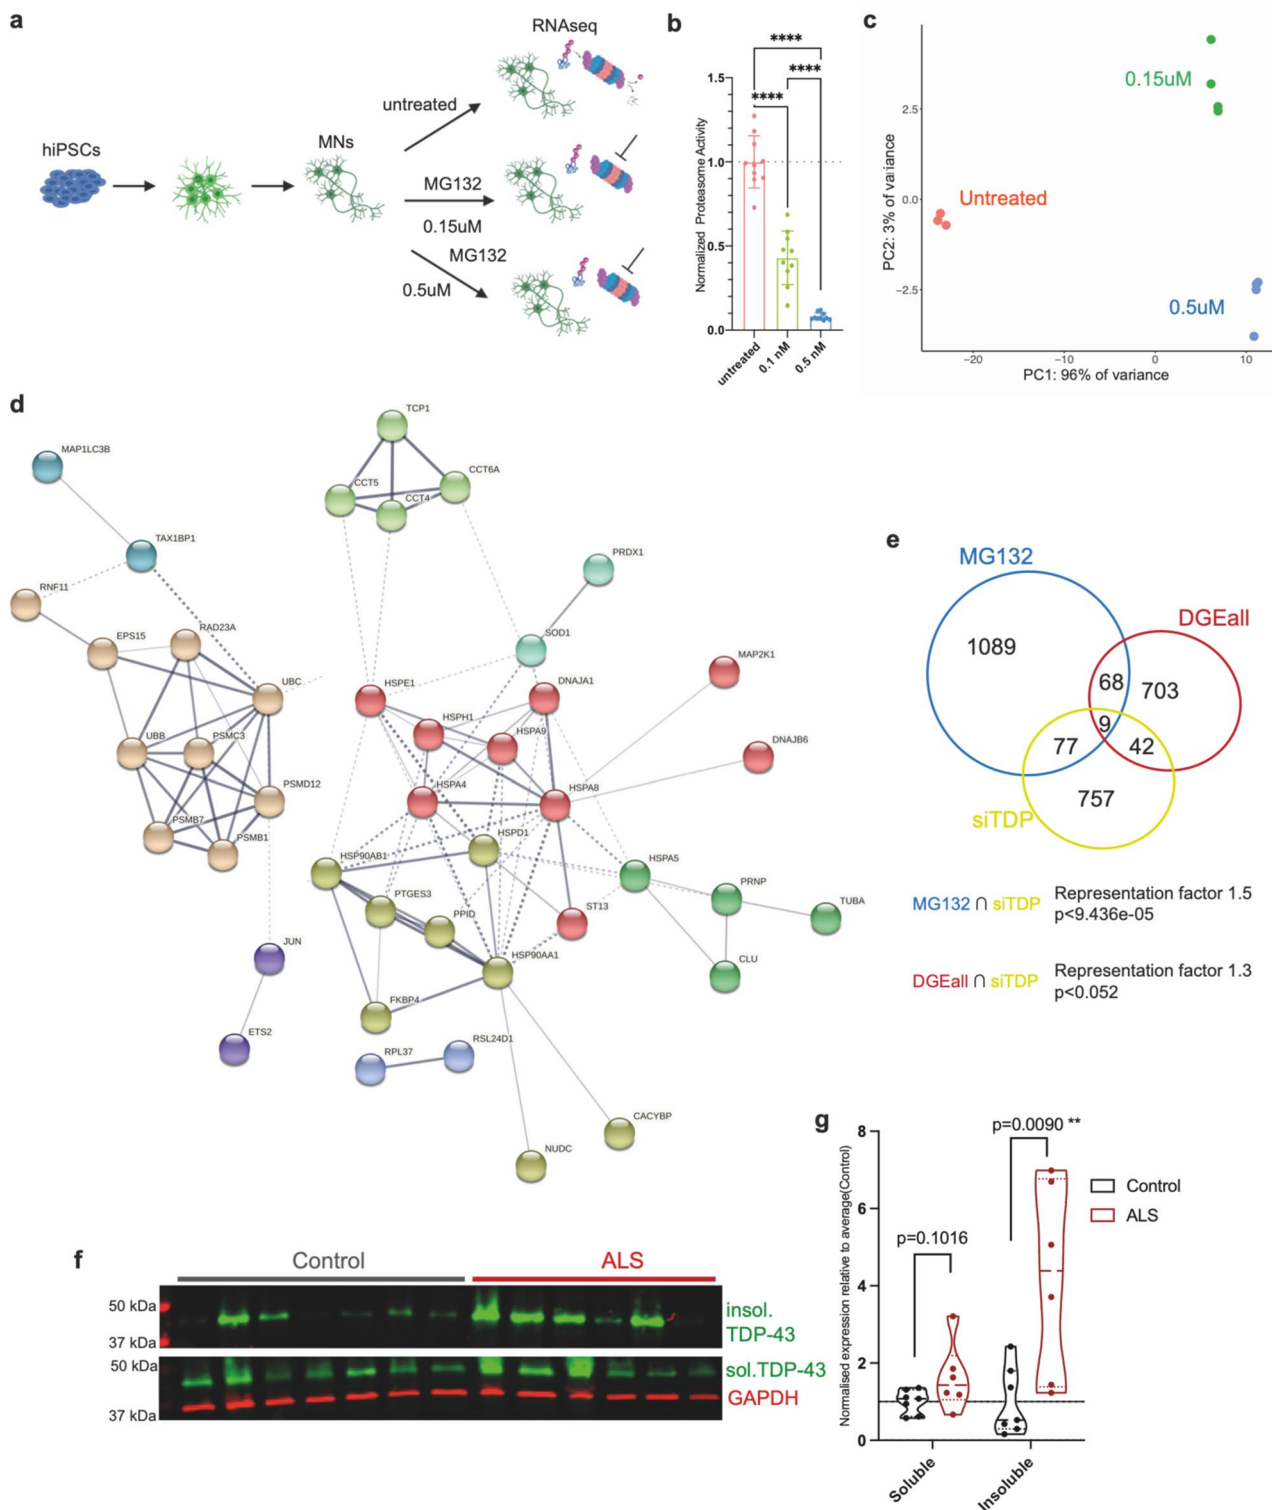 a
RNAseq
hiPSCs
MNs
untreated
MG132
0.15uM
MG132
0.5uM
b
****
****
****
Normalized Proteasome Activity
1.5
1.0
0.5
0.0
untreated
0.1 nM
0.5 nM
c
0.15uM
Untreated
0.5uM
PC2: 3% of variance
2.5
0.0
−2.5
−20
−10
0
10
PC1: 96% of variance
d
TCP1
MAP1LC3B
CCT6A
CCT5
CCT4
TAX1BP1
PRDX1
RNF11
EPS15
RAD23A
SOD1
MAP2K1
UBC
HSPE1
DNAJA1
HSPH1
HSPA9
UBB
PSMC3
DNAJB6
PSMD12
HSPA4
HSPA8
PSMB7
PSMB1
HSPD1
HSP90AB1
HSPA5
PTGES3
PRNP
PPID
ST13
TUBA
JUN
HSP90AA1
CLU
FKBP4
ETS2
RPL37
RSL24D1
CACYBP
NUDC
e
MG132
DGEall
1089
68
703
9
77
42
757
siTDP
MG132 ∩ siTDP
Representation factor 1.5
p<9.436e-05
DGEall ∩ siTDP
Representation factor 1.3
p<0.052
f
Control
ALS
50 kDa
37 kDa
insol.
TDP-43
50 kDa
37 kDa
sol.TDP-43
GAPDH
g
Normalised expression relative to average(Control)
8
6
4
2
0
p=0.1016
p=0.0090 **
Control
ALS
Soluble
Insoluble